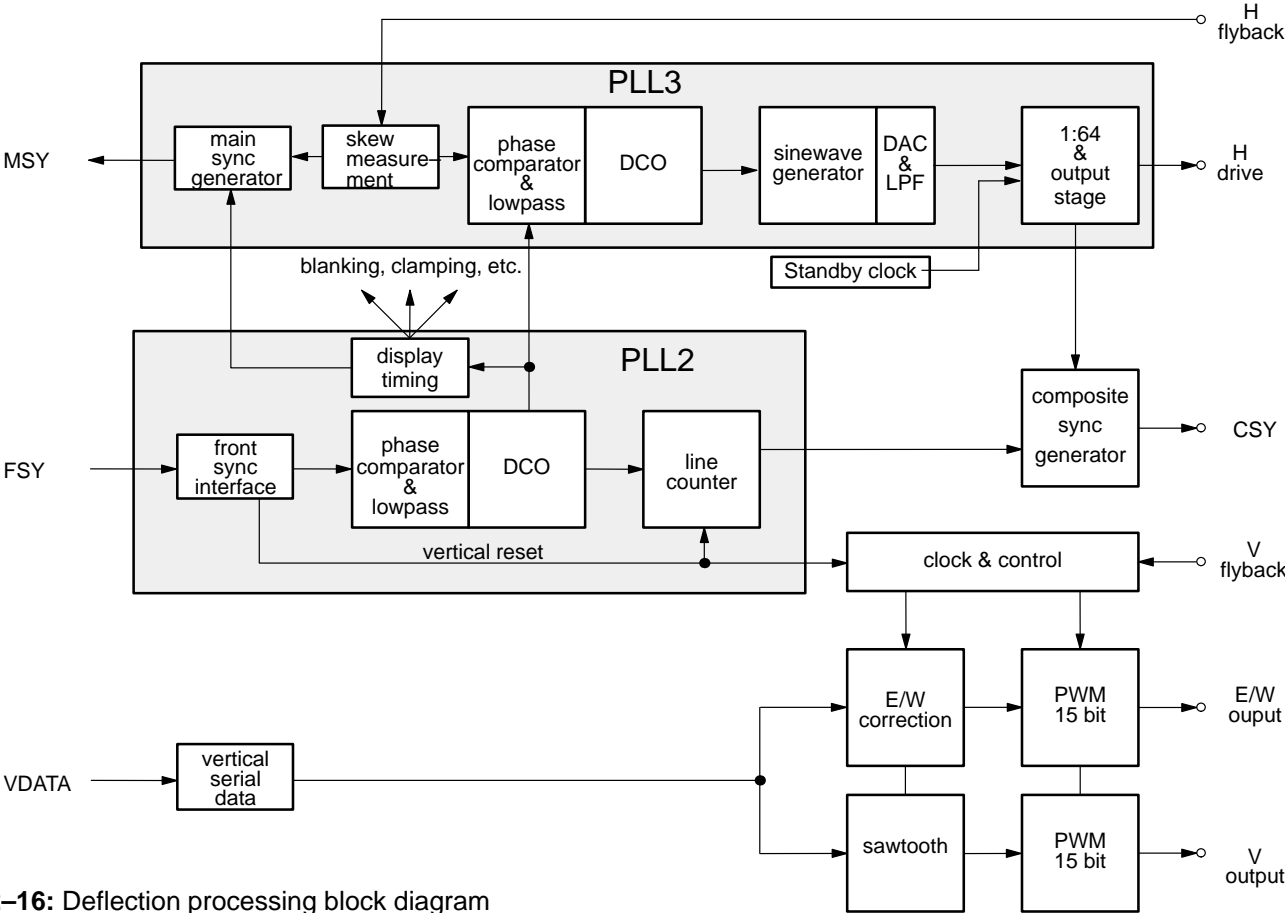 H
flyback
PLL3
main
sync
generator
skew
measure–
ment
phase
comparator
&
lowpass
DCO
sinewave
generator
DAC
&
LPF
1:64
&
output
stage
MSY
H
drive
blanking, clamping, etc.
Standby clock
display
timing
PLL2
composite
sync
generator
CSY
FSY
front
sync
interface
phase
comparator
&
lowpass
DCO
line
counter
vertical reset
clock & control
V
flyback
E/W
correction
PWM
15 bit
E/W
ouput
VDATA
vertical
serial
data
sawtooth
PWM
15 bit
V
output
–16: Deflection processing block diagram